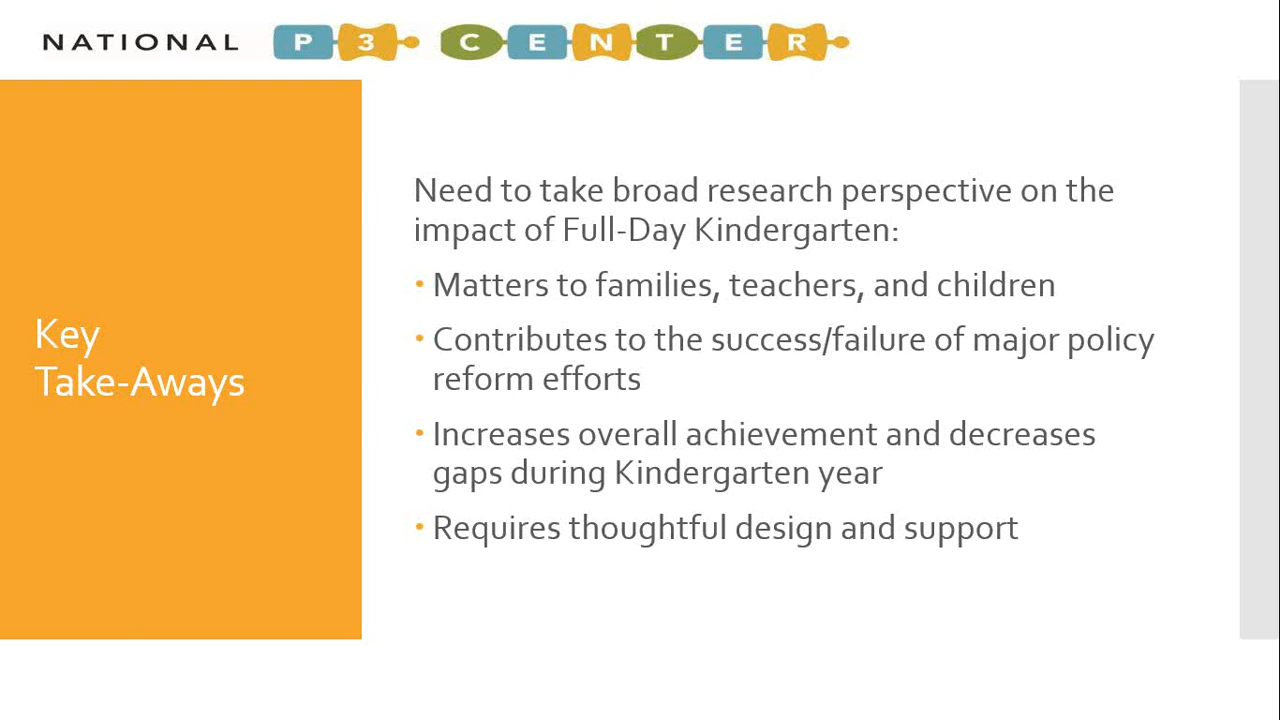 NATIONAL P3 CENTER
Key
Take-Aways
Need to take broad research perspective on the
impact of Full-Day Kindergarten:
• Matters to families, teachers, and children
• Contributes to the success/failure of major policy
reform efforts
• Increases overall achievement and decreases
gaps during Kindergarten year
• Requires thoughtful design and support